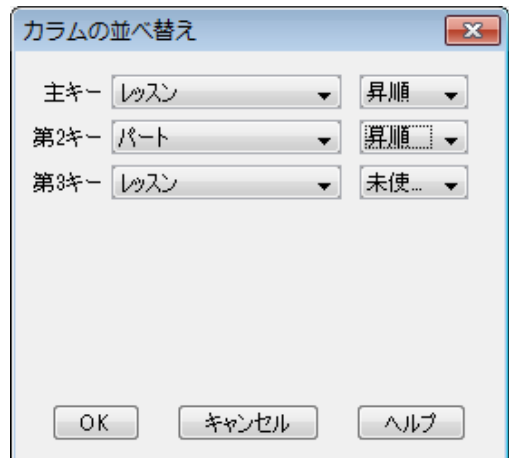 カラムの並べ替え
主キー レッスン 昇順
第2キー パート 昇順
第3キー レッスン 未使...
OK キャンセル ヘルプ